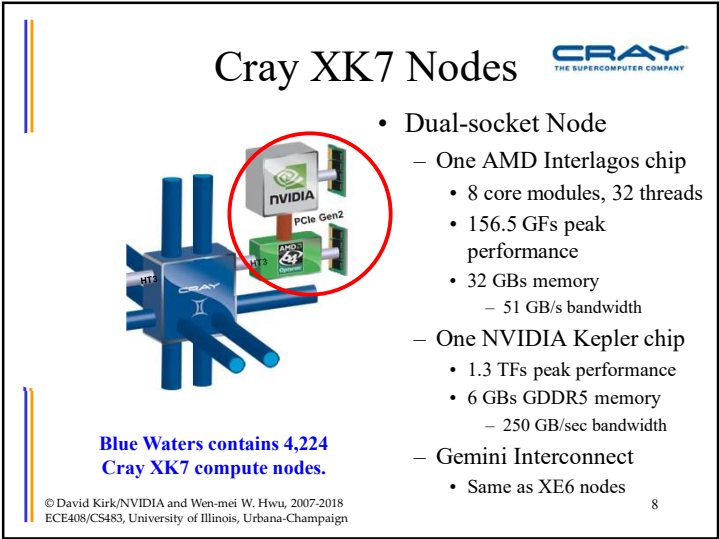 Cray XK7 Nodes
CRAY
THE SUPERCOMPUTER COMPANY
• Dual-socket Node
– One AMD Interlagos chip
• 8 core modules, 32 threads
• 156.5 GFs peak
performance
• 32 GBs memory
– 51 GB/s bandwidth
– One NVIDIA Kepler chip
• 1.3 TFs peak performance
• 6 GBs GDDR5 memory
– 250 GB/sec bandwidth
– Gemini Interconnect
• Same as XE6 nodes
NVIDIA
PCIe Gen2
AMD
64
Opteron
HT3
HT3
CRAY
Blue Waters contains 4,224
Cray XK7 compute nodes.
© David Kirk/NVIDIA and Wen-mei W. Hwu, 2007-2018
ECE408/CS483, University of Illinois, Urbana-Champaign
8